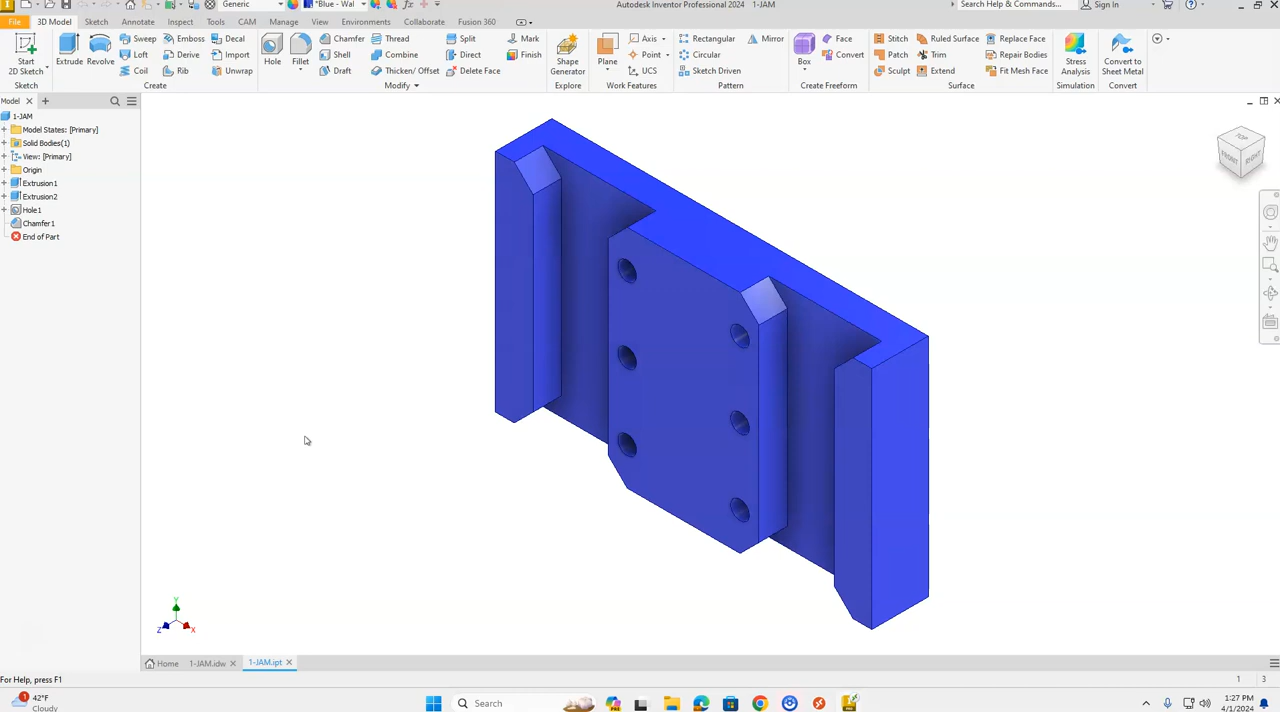 Generic
*Blue - Wal
Autodesk Inventor Professional 2024 1-JAM
Search Help & Commands...
Sign In
File 3D Model Sketch Annotate Inspect Tools CAM Manage View Environments Collaborate Fusion 360
Start
2D Sketch
Extrude
Revolve
Sweep Emboss Decal
Loft Derive Import
Coil Rib Unwrap
Hole
Fillet
Chamfer Thread Split Mark
Shell Combine Direct Finish
Draft Thicken/ Offset Delete Face
Shape
Generator
Plane
Axis
Point
UCS
Rectangular Mirror
Circular
Sketch Driven
Box
Face
Convert
Stitch Ruled Surface Replace Face
Patch Trim Repair Bodies
Sculpt Extend Fit Mesh Face
Stress
Analysis
Convert to
Sheet Metal
Sketch Create Modify Explore Work Features Pattern Create Freeform Surface Simulation Convert
Model
1-JAM
Model States: [Primary]
Solid Bodies(1)
View: [Primary]
Origin
Extrusion1
Extrusion2
Hole1
Chamfer1
End of Part
TOP
FRONT RIGHT
Y
Z X
Home 1-JAM.idw 1-JAM.ipt
For Help, press F1
1 3
1
42°F
Cloudy
Search
PRE
PRO
1:27 PM
4/1/2024